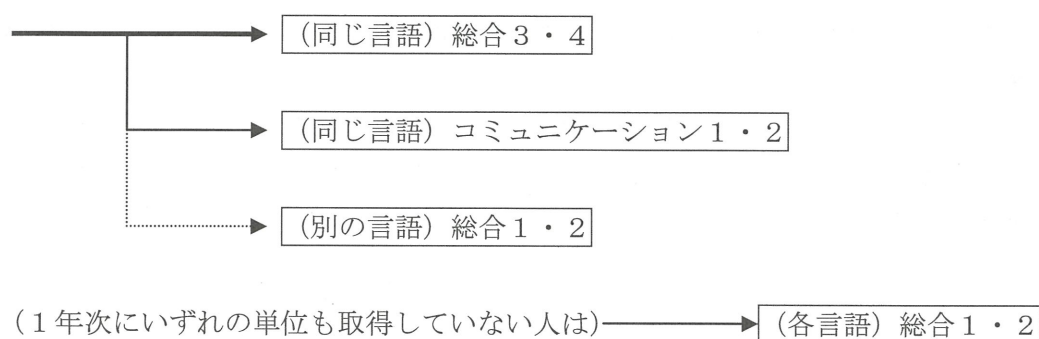 （同じ言語）総合３・４
（同じ言語）コミュニケーション１・２
（別の言語）総合１・２
（１年次にいずれの単位も取得していない人は）
（各言語）総合１・２